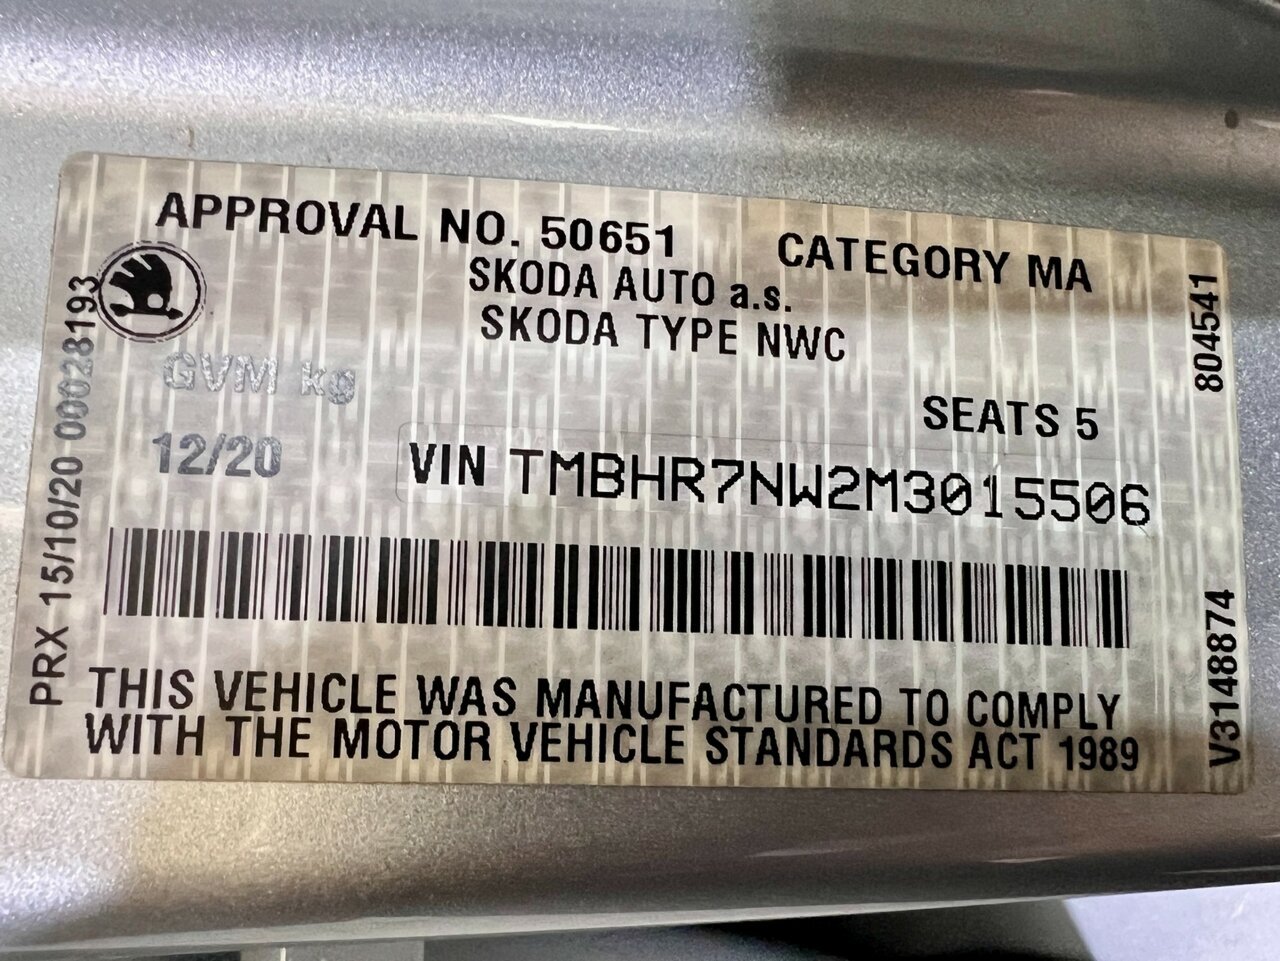 APPROVAL NO. 50651 CATEGORY MA
SKODA AUTO a.s.
SKODA TYPE NWC
GVM kg
SEATS 5
12/20
VIN TMBHR7NW2M3015506
THIS VEHICLE WAS MANUFACTURED TO COMPLY
WITH THE MOTOR VEHICLE STANDARDS ACT 1989
PRX 15/10/20 00028193
804541
V3148874